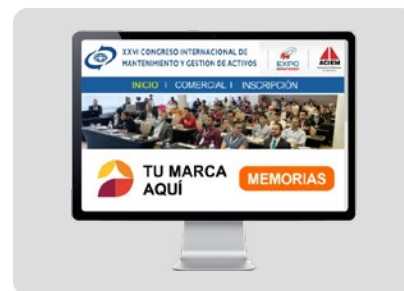 XXVI CONGRESO INTERNACIONAL DE
MANTENIMIENTO Y GESTIÓN DE ACTIVOS
EXPO
ACIEM
INICIO I COMERCIAL I INSCRIPCIÓN
TU MARCA
AQUÍ
MEMORIAS